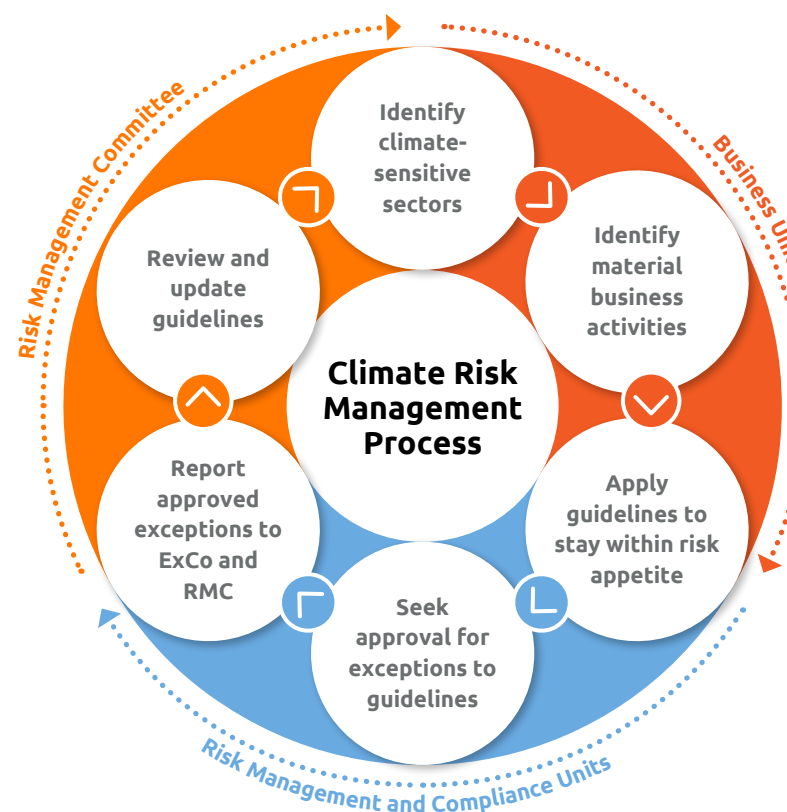 Identify
climate-
sensitive
sectors
Identify
material
business
activities
Apply
guidelines to
stay within risk
appetite
Seek
approval for
exceptions to
guidelines
Report
approved
exceptions to
ExCo and
RMC
Review and
update
guidelines
Climate Risk
Management
Process
Risk Management Committee
Business
Risk Management and Compliance Units